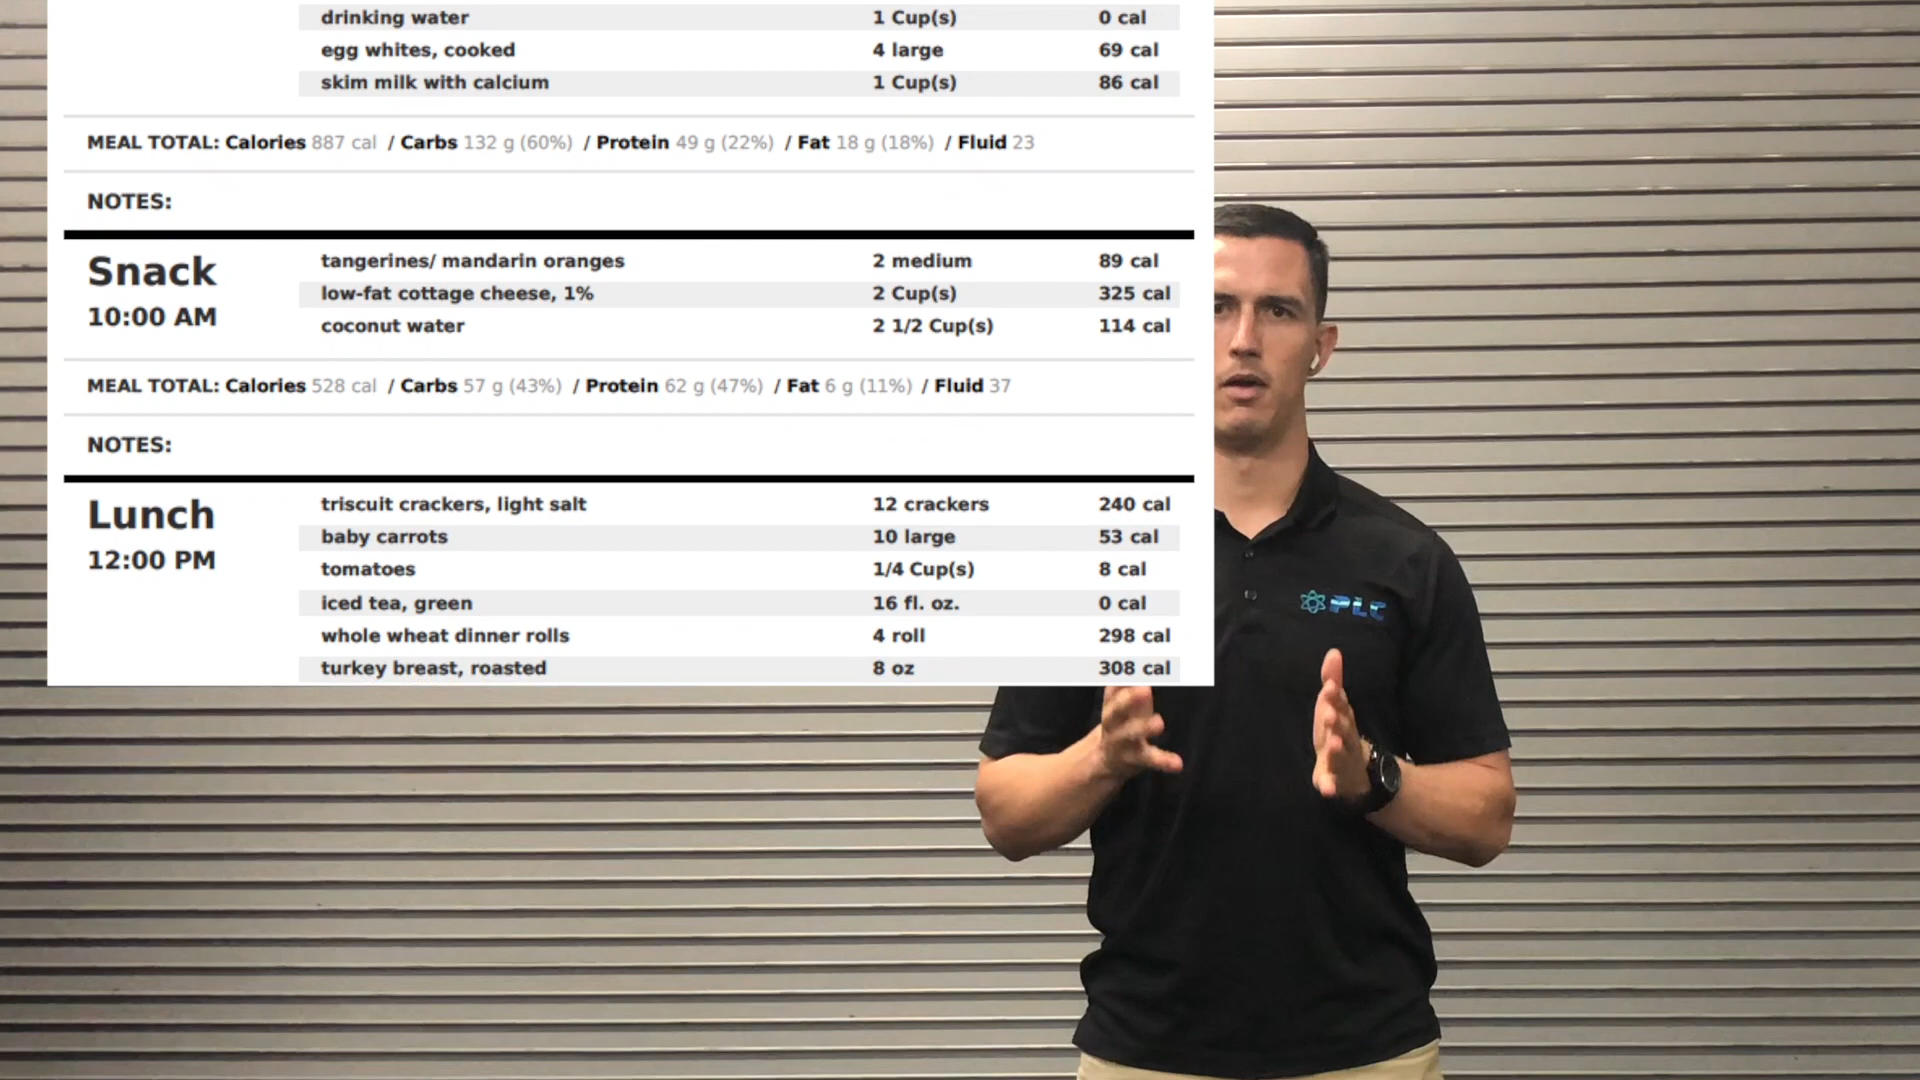 drinking water 1 Cup(s) 0 cal
egg whites, cooked 4 large 69 cal
skim milk with calcium 1 Cup(s) 86 cal
MEAL TOTAL: Calories 887 cal / Carbs 132 g (60%) / Protein 49 g (22%) / Fat 18 g (18%) / Fluid 23
NOTES:
Snack
10:00 AM
tangerines/ mandarin oranges 2 medium 89 cal
low-fat cottage cheese, 1% 2 Cup(s) 325 cal
coconut water 2 1/2 Cup(s) 114 cal
MEAL TOTAL: Calories 528 cal / Carbs 57 g (43%) / Protein 62 g (47%) / Fat 6 g (11%) / Fluid 37
NOTES:
Lunch
12:00 PM
triscuit crackers, light salt 12 crackers 240 cal
baby carrots 10 large 53 cal
tomatoes 1/4 Cup(s) 8 cal
iced tea, green 16 fl. oz. 0 cal
whole wheat dinner rolls 4 roll 298 cal
turkey breast, roasted 8 oz 308 cal
PLC